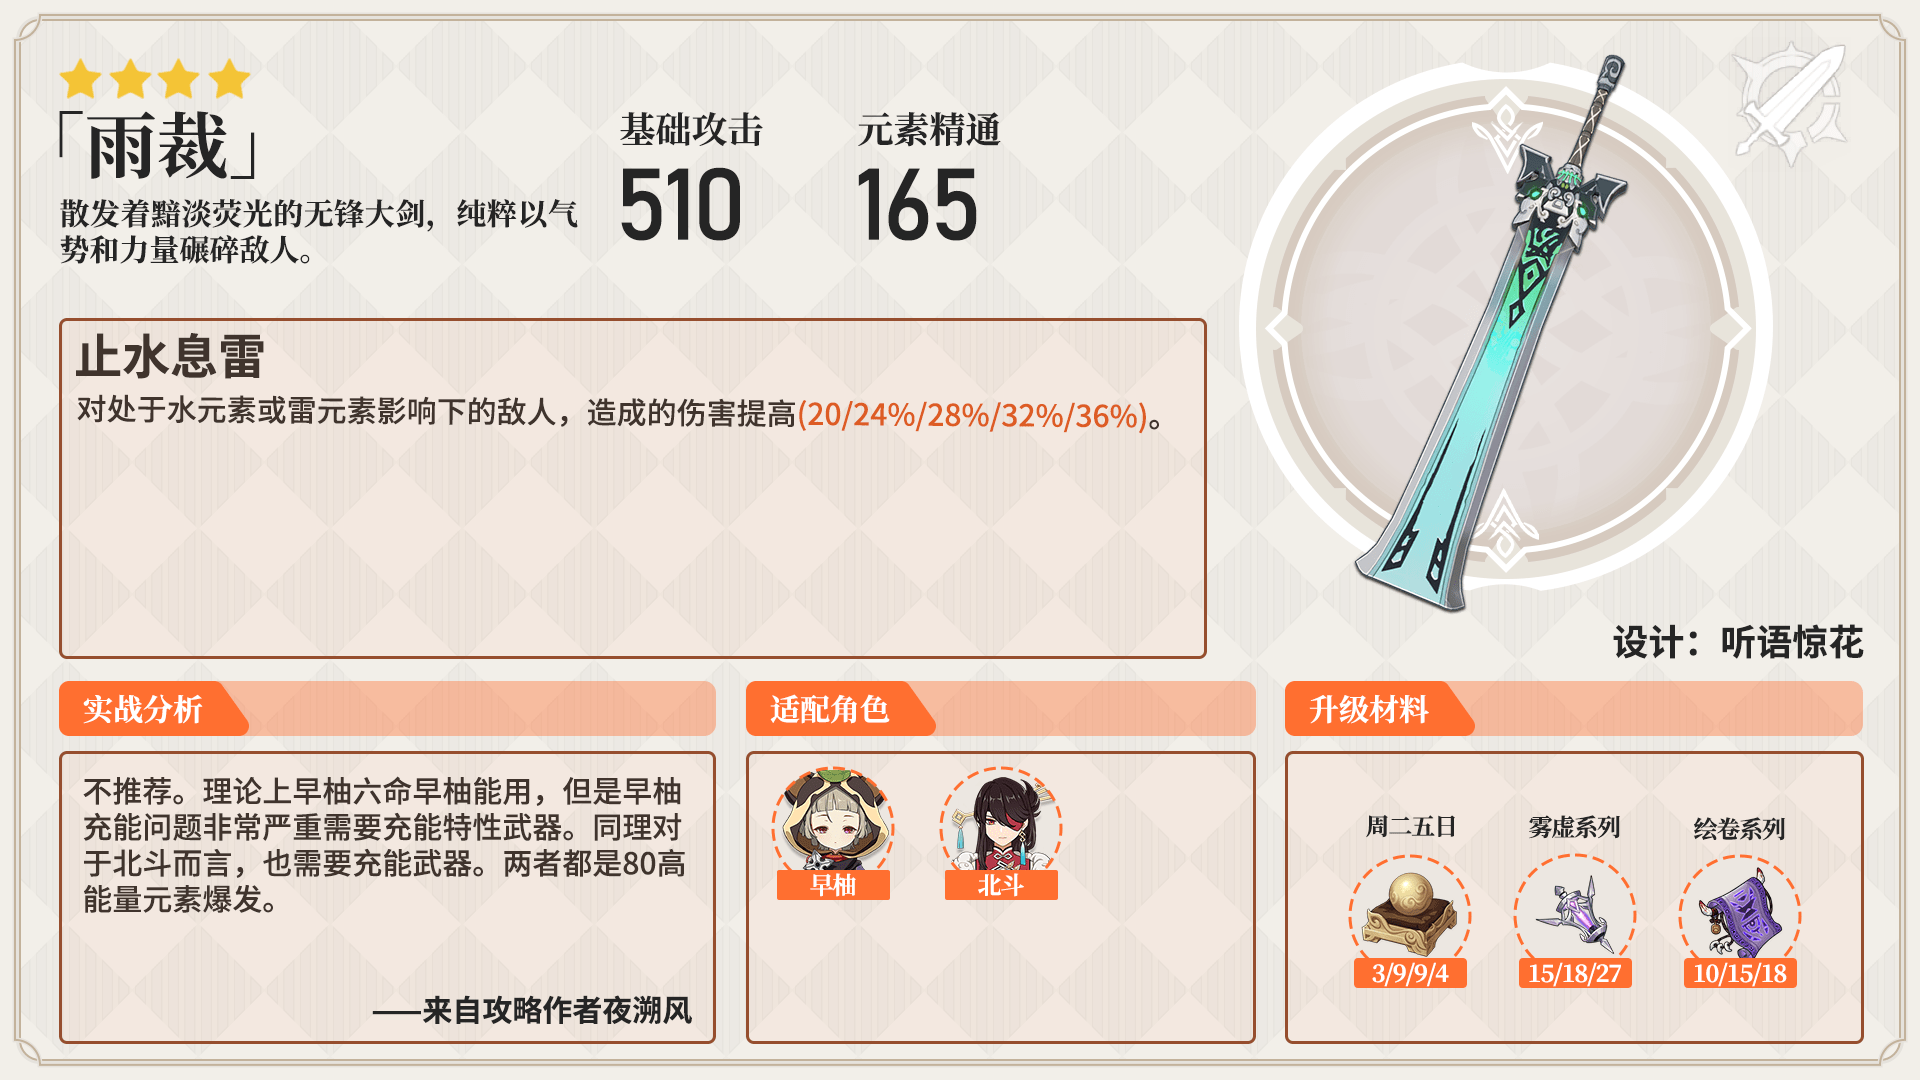 「雨裁」
散发着黯淡荧光的无锋大剑，纯粹以气
势和力量碾碎敌人。
基础攻击
510
元素精通
165
止水息雷
对处于水元素或雷元素影响下的敌人，造成的伤害提高(20/24%/28%/32%/36%)。
设计：听语惊花
实战分析
不推荐。理论上早柚六命早柚能用，但是早柚
充能问题非常严重需要充能特性武器。同理对
于北斗而言，也需要充能武器。两者都是80高
能量元素爆发。
——来自攻略作者夜溯风
适配角色
早柚
北斗
升级材料
周二五日
3/9/9/4
雾虚系列
15/18/27
绘卷系列
10/15/18